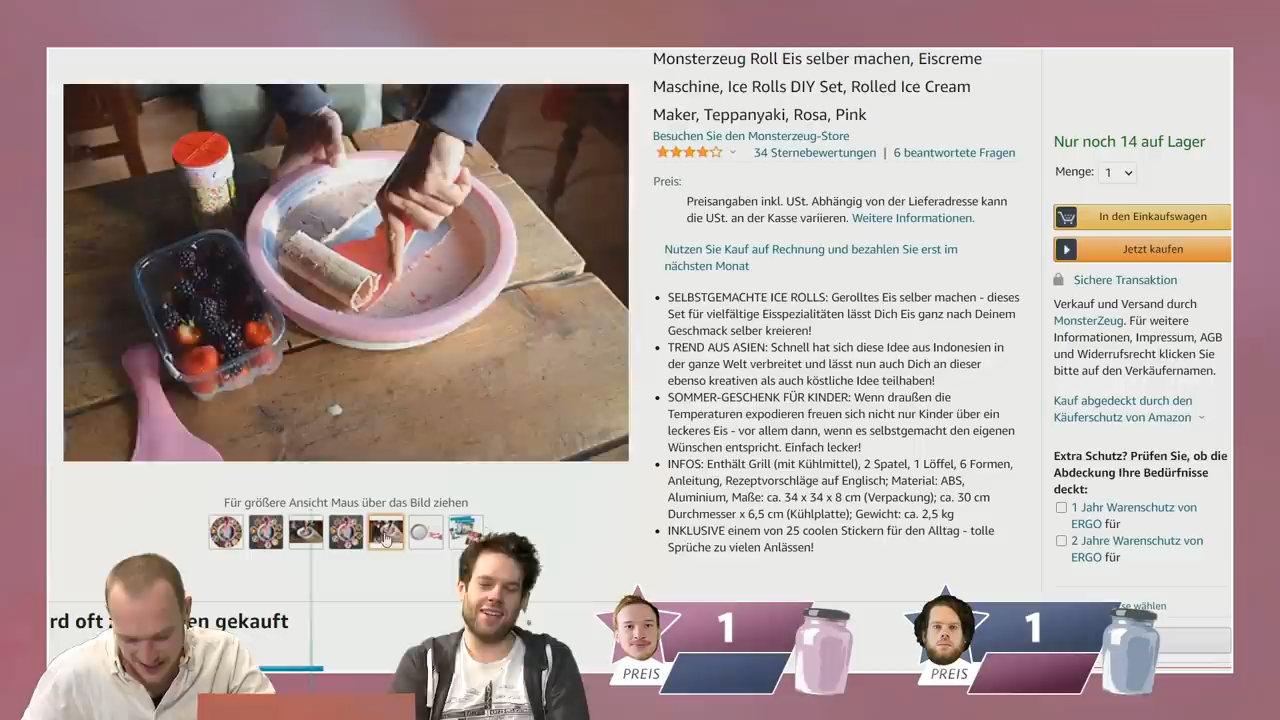 Monsterzeug Roll Eis selber machen, Eiscreme
Maschine, Ice Rolls DIY Set, Rolled Ice Cream
Maker, Teppanyaki, Rosa, Pink
Besuchen Sie den Monsterzeug-Store
34 Sternebewertungen | 6 beantwortete Fragen
Preis:
Preisangaben inkl. USt. Abhängig von der Lieferadresse kann
die USt. an der Kasse variieren. Weitere Informationen.
Nutzen Sie Kauf auf Rechnung und bezahlen Sie erst im
nächsten Monat
SELBSTGEMACHTE ICE ROLLS: Gerolltes Eis selber machen - dieses
Set für vielfältige Eisspezialitäten lässt Dich Eis ganz nach Deinem
Geschmack selber kreieren!
TREND AUS ASIEN: Schnell hat sich diese Idee aus Indonesien in
der ganze Welt verbreitet und lässt nun auch Dich an dieser
ebenso kreativen als auch köstliche Idee teilhaben!
SOMMER-GESCHENK FÜR KINDER: Wenn draußen die
Temperaturen expodieren freuen sich nicht nur Kinder über ein
leckeres Eis - vor allem dann, wenn es selbstgemacht den eigenen
Wünschen entspricht. Einfach lecker!
INFOS: Enthält Grill (mit Kühlmittel), 2 Spatel, 1 Löffel, 6 Formen,
Anleitung, Rezeptvorschläge auf Englisch; Material: ABS,
Aluminium, Maße: ca. 34 x 34 x 8 cm (Verpackung); ca. 30 cm
Durchmesser x 6,5 cm (Kühlplatte); Gewicht: ca. 2,5 kg
INKLUSIVE einem von 25 coolen Stickern für den Alltag - tolle
Sprüche zu vielen Anlässen!
Nur noch 14 auf Lager
Menge: 1
In den Einkaufswagen
Jetzt kaufen
Sichere Transaktion
Verkauf und Versand durch
MonsterZeug. Für weitere
Informationen, Impressum, AGB
und Widerrufsrecht klicken Sie
bitte auf den Verkäufernamen.
Kauf abgedeckt durch den
Käuferschutz von Amazon
Extra Schutz? Prüfen Sie, ob die
Abdeckung Ihre Bedürfnisse
deckt:
1 Jahr Warenschutz von
ERGO für
2 Jahre Warenschutz von
ERGO für
wählen
Für größere Ansicht Maus über das Bild ziehen
rd oft
en gekauft
1
PREIS
1
PREIS